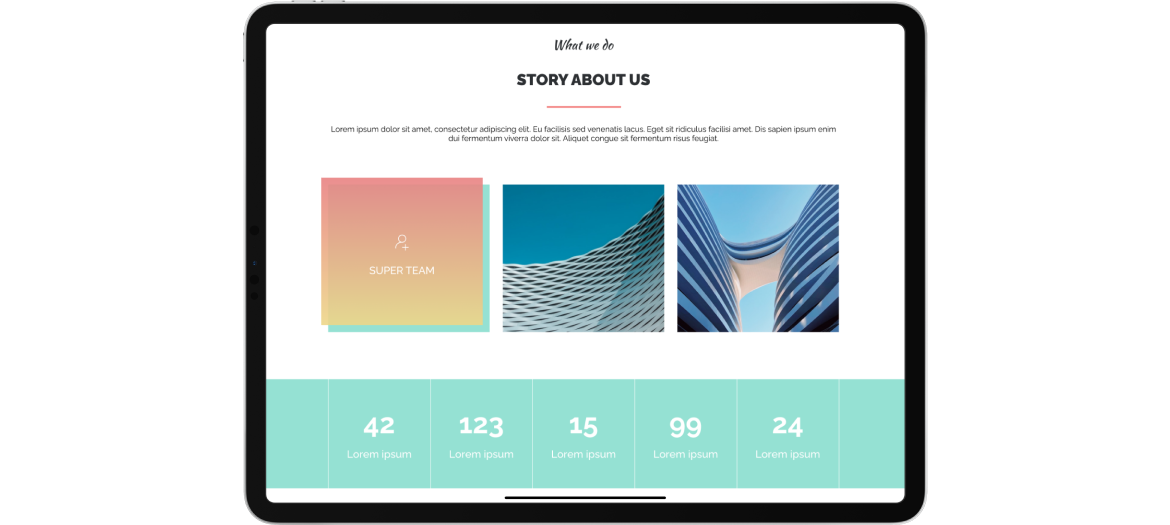 What we do
STORY ABOUT US
Lorem ipsum dolor sit amet, consectetur adipiscing elit. Eu facilisis sed venenatis lacus. Eget sit ridiculus facilisi amet. Dis sapien ipsum enim
dui fermentum viverra dolor sit. Aliquet congue sit fermentum risus feugiat.
SUPER TEAM
42 123 15 99 24
Lorem ipsum Lorem ipsum Lorem ipsum Lorem ipsum Lorem ipsum